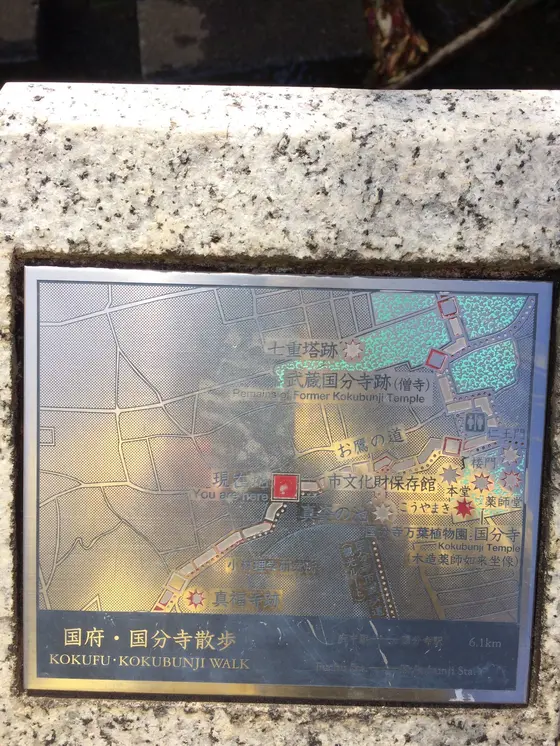 七重塔跡
武蔵国分寺跡(僧寺)
Remains of Former Kokubunji Temple
お鷹の道
仁王門
楼門
現在地
You are here
市文化財保存館
本堂
薬師堂
こうやまき
万葉植物園
国分寺
Kokubunji Temple
(木造薬師如来坐像)
国府・国分寺散歩
6.1km
KOKUFU・KOKUBUNJI WALK